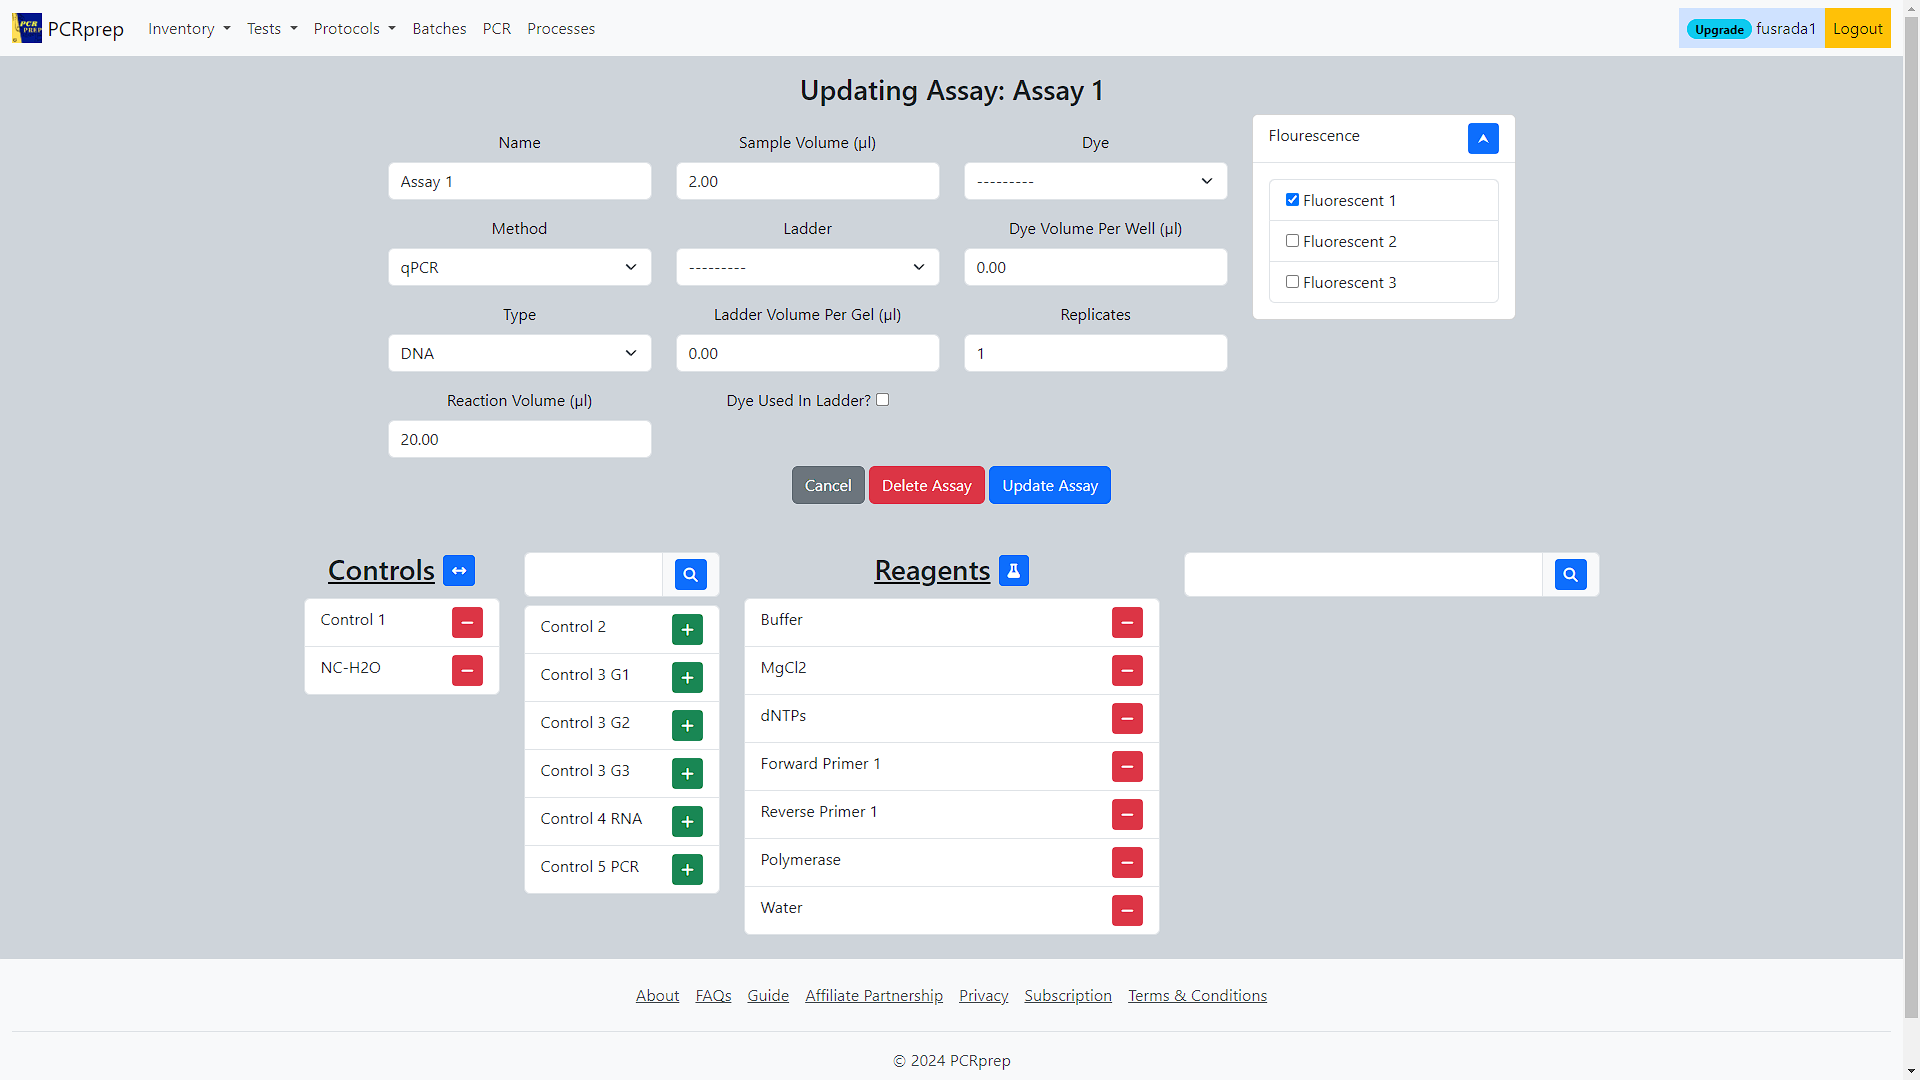 PCR PREP PCRprep Inventory Tests Protocols Batches PCR Processes Upgrade fusrada1 Logout
Updating Assay: Assay 1
Name
Assay 1
Method
qPCR
Type
DNA
Reaction Volume (µl)
20.00
Sample Volume (µl)
2.00
Ladder
---------
Ladder Volume Per Gel (µl)
0.00
Dye Used In Ladder?
Dye
---------
Dye Volume Per Well (µl)
0.00
Replicates
1
Flourescence
Fluorescent 1
Fluorescent 2
Fluorescent 3
Cancel Delete Assay Update Assay
Controls
Control 1
NC-H2O
Control 2
Control 3 G1
Control 3 G2
Control 3 G3
Control 4 RNA
Control 5 PCR
Reagents
Buffer
MgCl2
dNTPs
Forward Primer 1
Reverse Primer 1
Polymerase
Water
About FAQs Guide Affiliate Partnership Privacy Subscription Terms & Conditions
© 2024 PCRprep